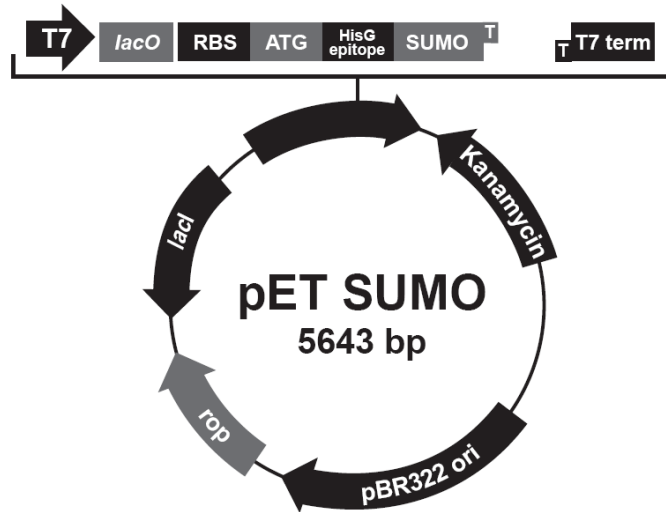 T7 lacO RBS ATG HisG epitope SUMO T T T7 term
Kanamycin
lacI
pET SUMO
5643 bp
rop
pBR322 ori